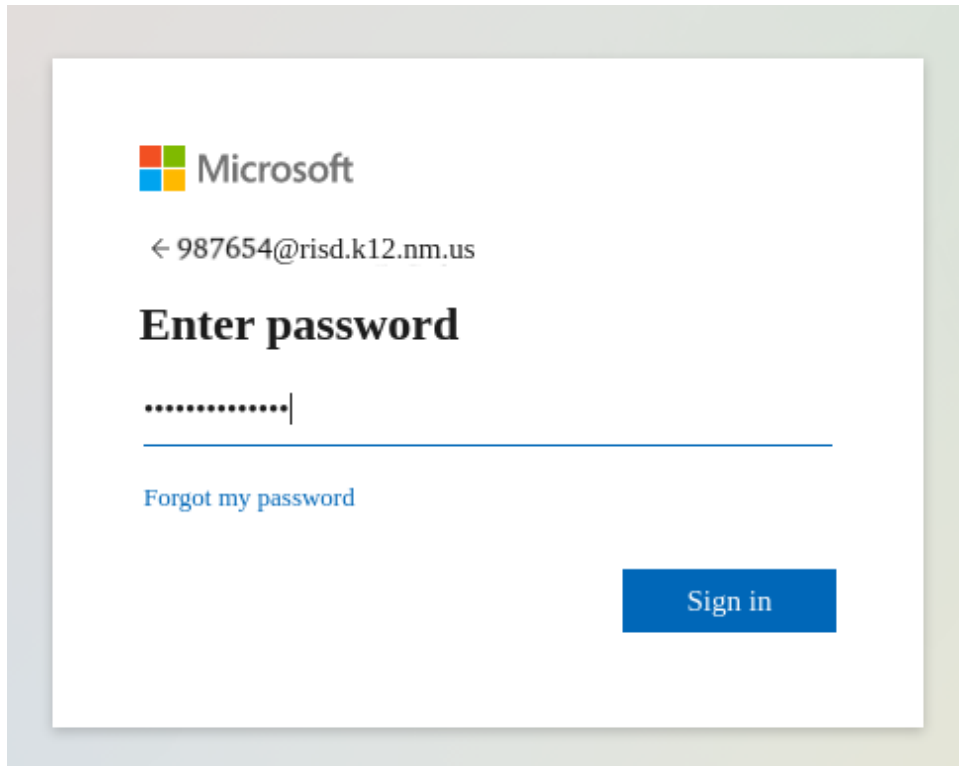 Microsoft
← 987654@risd.k12.nm.us
Enter password
••••••••••••••
Forgot my password
Sign in